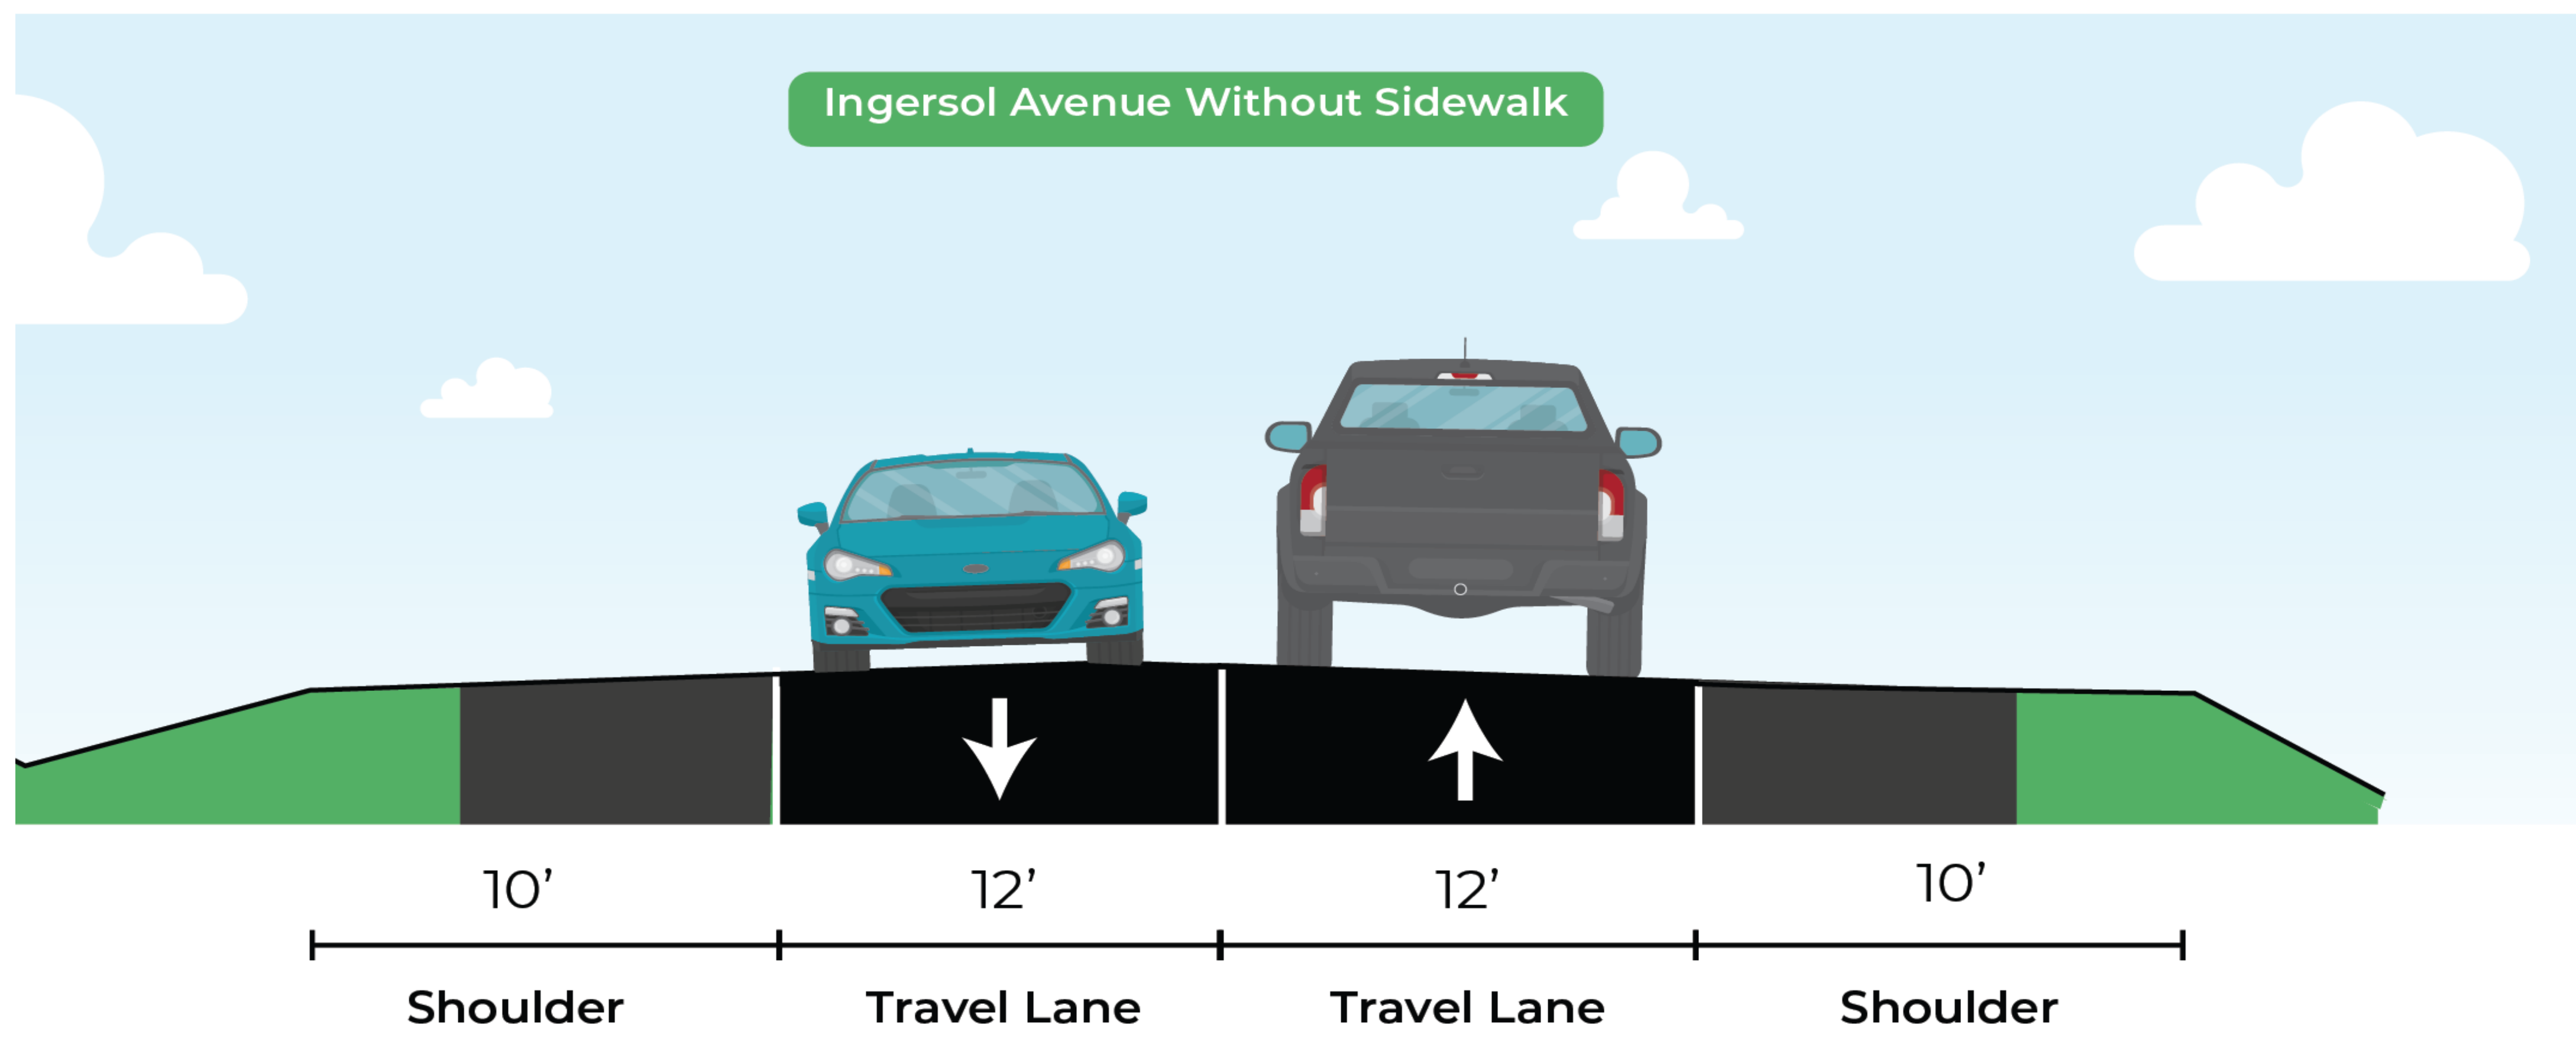 Ingersol Avenue Without Sidewalk
10’ 12’ 12’ 10’
Shoulder Travel Lane Travel Lane Shoulder